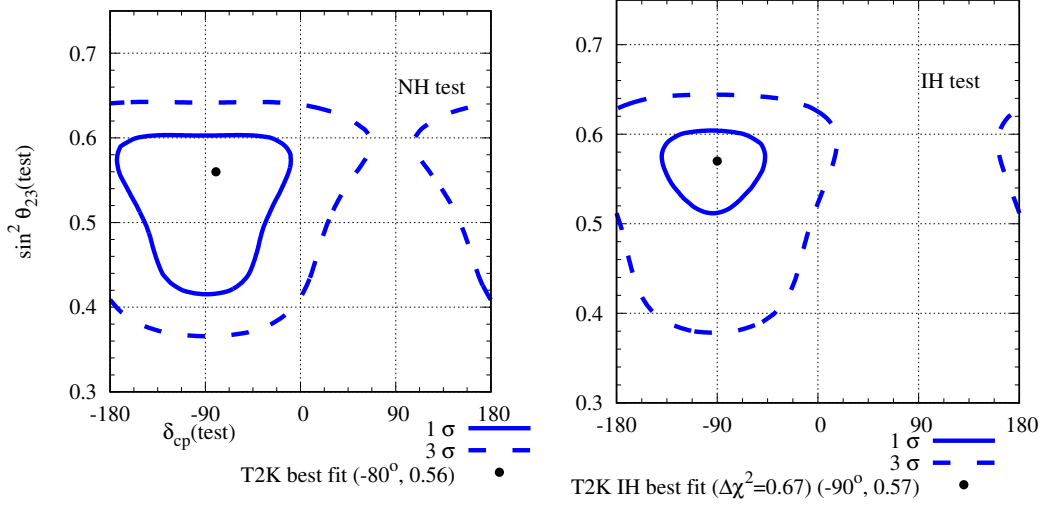 0.7
0.6
0.5
0.4
0.3
sin² θ₂₃(test)
NH test
-180 -90 0 90 180
δcp(test)
1 σ
3 σ
T2K best fit (-80°, 0.56)
0.7
0.6
0.5
0.4
0.3
IH test
-180 -90 0 90 180
1 σ
3 σ
T2K IH best fit (Δχ²=0.67) (-90°, 0.57)